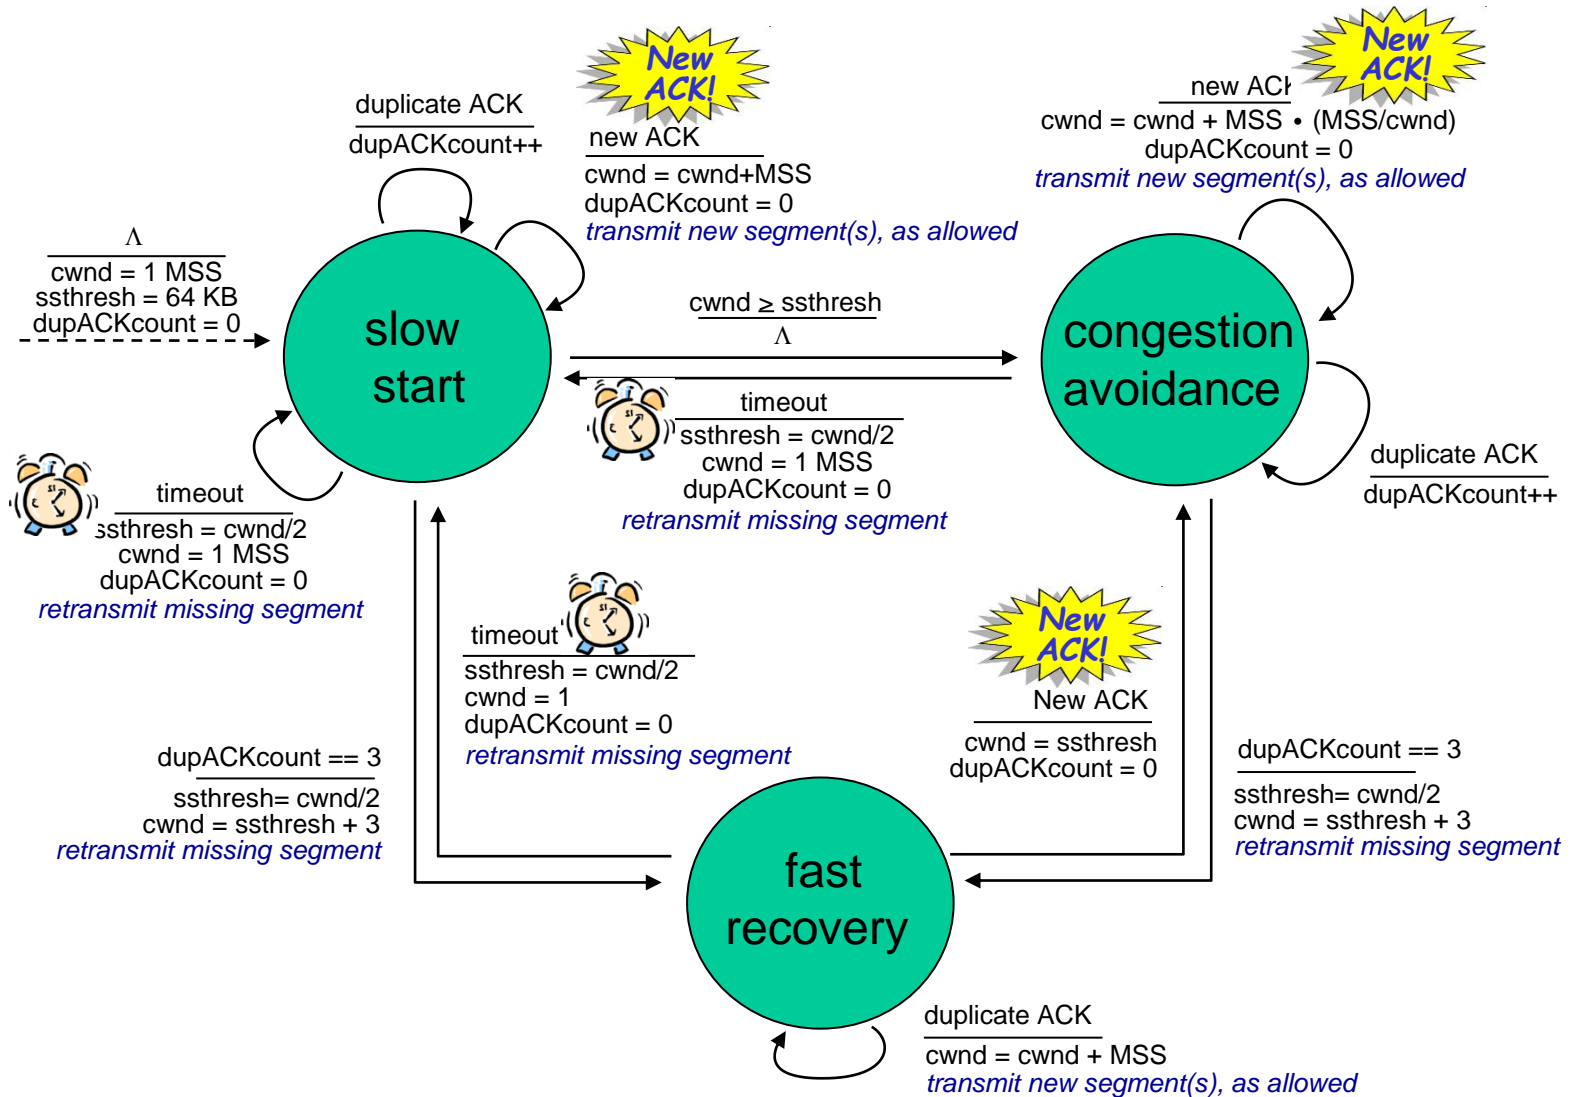 New
ACK!
duplicate ACK
dupACKcount++
new ACK
cwnd = cwnd+MSS
dupACKcount = 0
transmit new segment(s), as allowed
New
ACK!
new ACK
cwnd = cwnd + MSS • (MSS/cwnd)
dupACKcount = 0
transmit new segment(s), as allowed
Λ
cwnd = 1 MSS
ssthresh = 64 KB
dupACKcount = 0
slow
start
cwnd ≥ ssthresh
Λ
congestion
avoidance
timeout
ssthresh = cwnd/2
cwnd = 1 MSS
dupACKcount = 0
retransmit missing segment
duplicate ACK
dupACKcount++
timeout
ssthresh = cwnd/2
cwnd = 1 MSS
dupACKcount = 0
retransmit missing segment
timeout
ssthresh = cwnd/2
cwnd = 1
dupACKcount = 0
retransmit missing segment
New
ACK!
New ACK
cwnd = ssthresh
dupACKcount = 0
dupACKcount == 3
ssthresh= cwnd/2
cwnd = ssthresh + 3
retransmit missing segment
dupACKcount == 3
ssthresh= cwnd/2
cwnd = ssthresh + 3
retransmit missing segment
fast
recovery
duplicate ACK
cwnd = cwnd + MSS
transmit new segment(s), as allowed